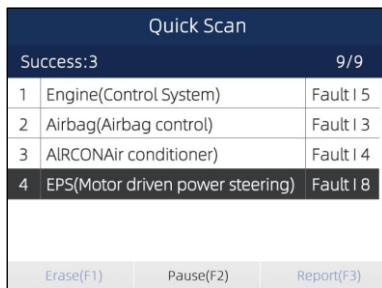 Quick Scan
Success:3 9/9
1 Engine(Control System) Fault I 5
2 Airbag(Airbag control) Fault I 3
3 AlRCONAir conditioner) Fault I 4
4 EPS(Motor driven power steering) Fault I 8
Erase(F1) Pause(F2) Report(F3)